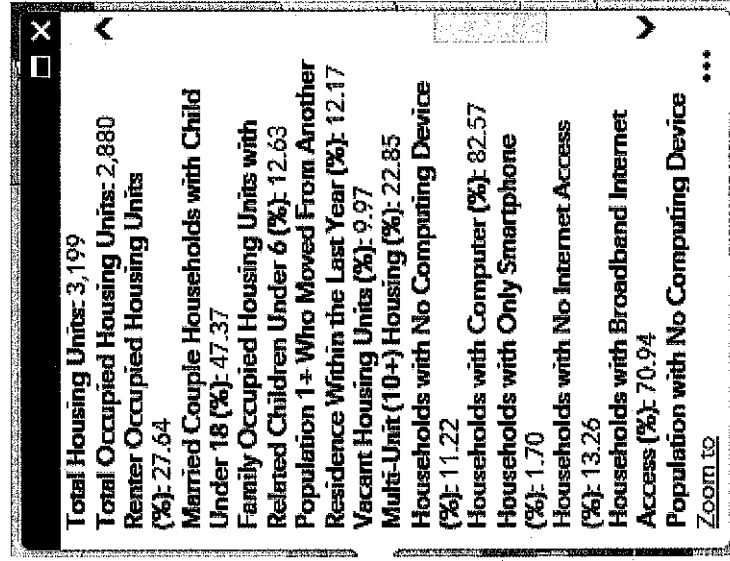 Total Housing Units: 3,199
Total Occupied Housing Units: 2,880
Renter Occupied Housing Units
(%): 27.64
Married Couple Households with Child
Under 18 (%): 47.37
Family Occupied Housing Units with
Related Children Under 6 (%): 12.63
Population 1+ Who Moved From Another
Residence Within the Last Year (%): 12.17
Vacant Housing Units (%): 9.97
Multi-Unit (10+) Housing (%): 22.85
Households with No Computing Device
(%): 11.22
Households with Computer (%): 82.57
Households with Only Smartphone
(%): 1.70
Households with No Internet Access
(%): 13.26
Households with Broadband Internet
Access (%): 70.94
Population with No Computing Device
Zoom to